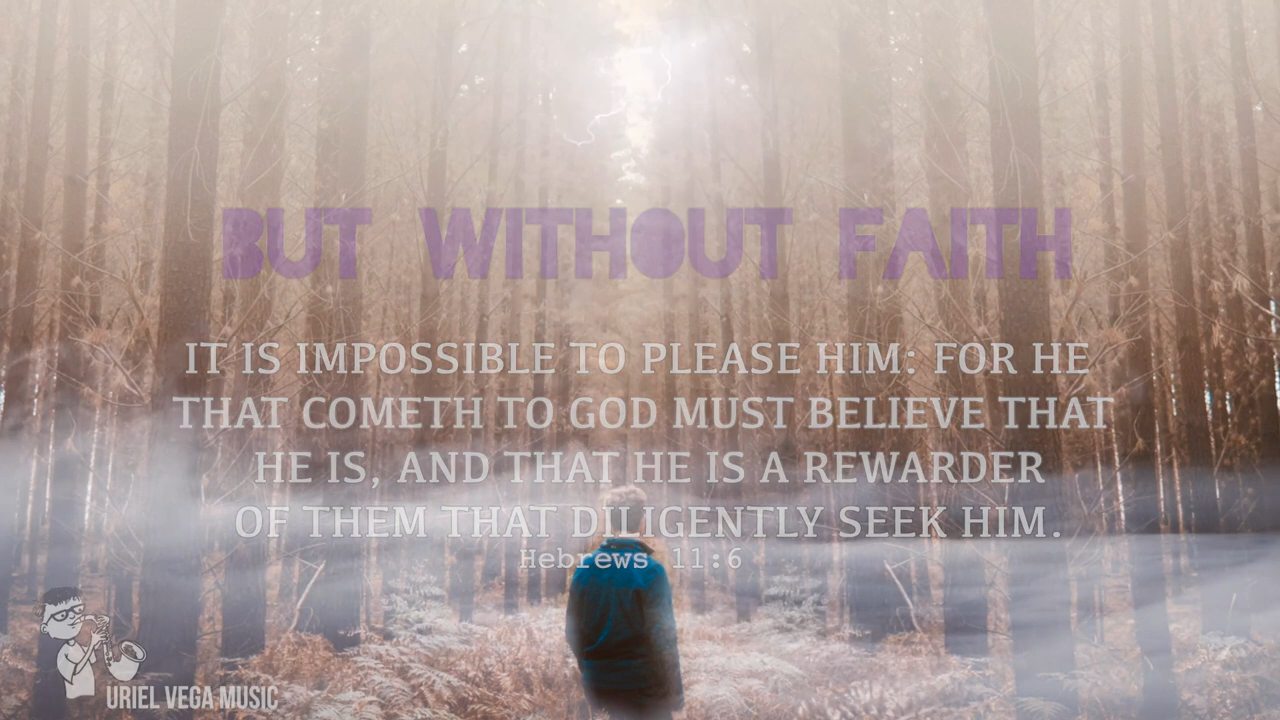 BUT WITHOUT FAITH
IT IS IMPOSSIBLE TO PLEASE HIM: FOR HE
THAT COMETH TO GOD MUST BELIEVE THAT
HE IS, AND THAT HE IS A REWARDER
OF THEM THAT DILIGENTLY SEEK HIM.
Hebrews 11:6
URIEL VEGA MUSIC